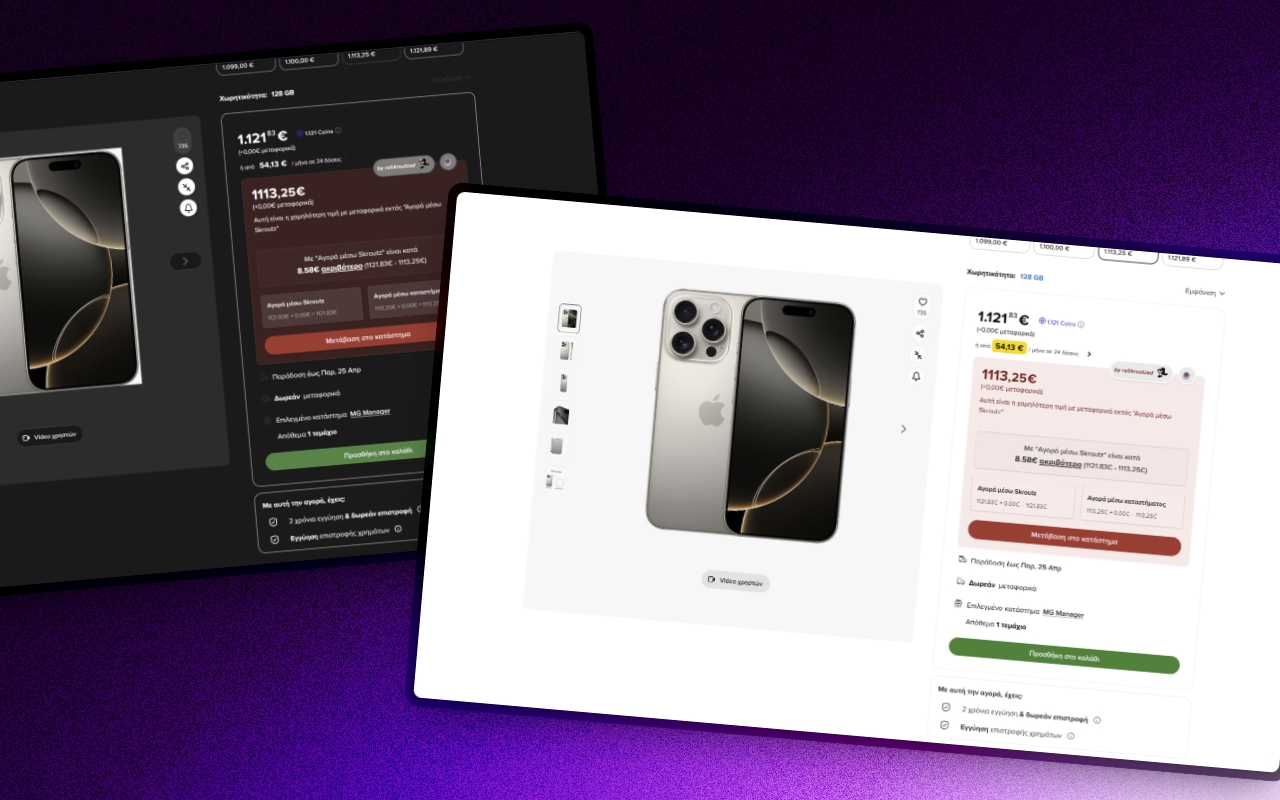 1.099,00 €
1.100,00 €
1.113,25 €
1.121,89 €
Εμφάνιση
Χωρητικότητα: 128 GB
1.121 83 €
1.121 Coins
(+0,00€ μεταφορικά)
ή από 54,13 € / μήνα σε 24 δόσεις
by reSkroutzed
1113,25€
(+0,00€ μεταφορικά)
Αυτή είναι η χαμηλότερη τιμή με μεταφορικά εκτός "Αγορά μέσω
Skroutz"
Με "Αγορά μέσω Skroutz" είναι κατά
8.58€ ακριβότερο (1121.83€ - 1113.25€)
Αγορά μέσω Skroutz
1121.83€ + 0.00€ = 1121.83€
Αγορά μέσω καταστήμα
Μετάβαση στο κατάστημα
Παράδοση έως Παρ, 25 Απρ
Δωρεάν μεταφορικά
Επιλεγμένο κατάστημα MG Manager
Απόθεμα 1 τεμάχιο
Προσθήκη στο καλάθι
Με αυτή την αγορά, έχεις:
2 χρόνια εγγύηση & δωρεάν επιστροφή
Εγγύηση επιστροφής χρημάτων
735
Video χρηστών
1.099,00 €
1.100,00 €
1.113,25 €
1.121,89 €
Χωρητικότητα: 128 GB
Εμφάνιση
735
Video χρηστών
1.121 83 €
1.121 Coins
(+0,00€ μεταφορικά)
ή από 54,13 € / μήνα σε 24 δόσεις
by reSkroutzed
1113,25€
(+0,00€ μεταφορικά)
Αυτή είναι η χαμηλότερη τιμή με μεταφορικά εκτός "Αγορά μέσω
Skroutz"
Με "Αγορά μέσω Skroutz" είναι κατά
8.58€ ακριβότερο (1121.83€ - 1113.25€)
Αγορά μέσω Skroutz
1121.83€ + 0.00€ = 1121.83€
Αγορά μέσω καταστήματος
1113.25€ + 0.00€ = 1113.25€
Μετάβαση στο κατάστημα
Παράδοση έως Παρ, 25 Απρ
Δωρεάν μεταφορικά
Επιλεγμένο κατάστημα MG Manager
Απόθεμα 1 τεμάχιο
Προσθήκη στο καλάθι
Με αυτή την αγορά, έχεις:
2 χρόνια εγγύηση & δωρεάν επιστροφή
Εγγύηση επιστροφής χρημάτων